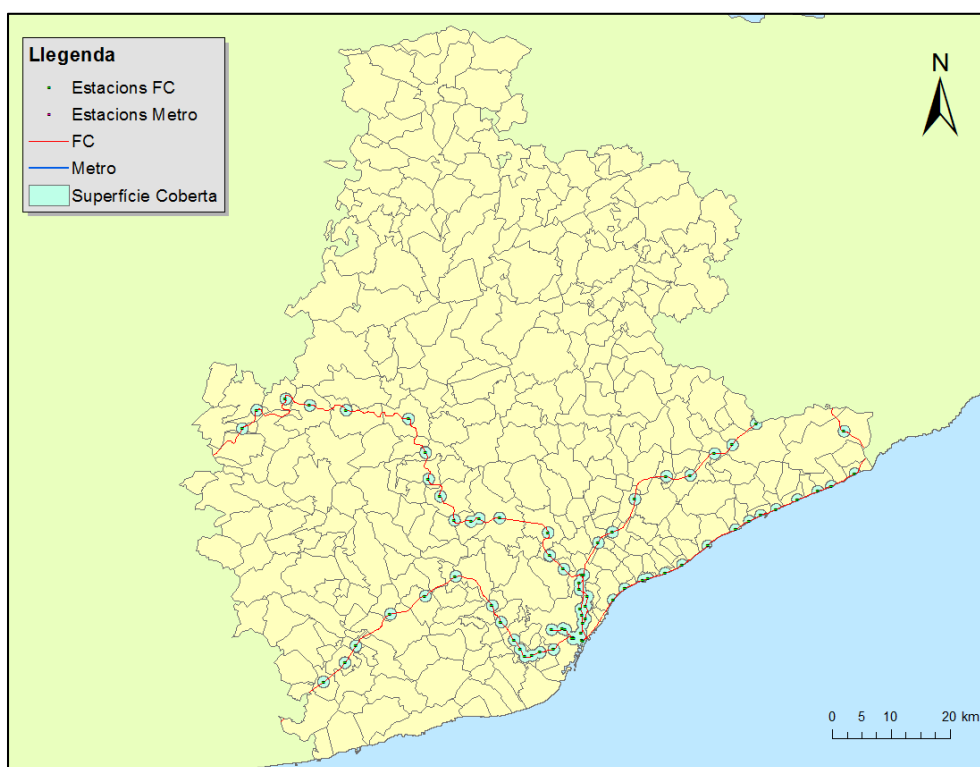 Llegenda
Estacions FC
Estacions Metro
FC
Metro
Superfície Coberta
N
0 5 10 20 km